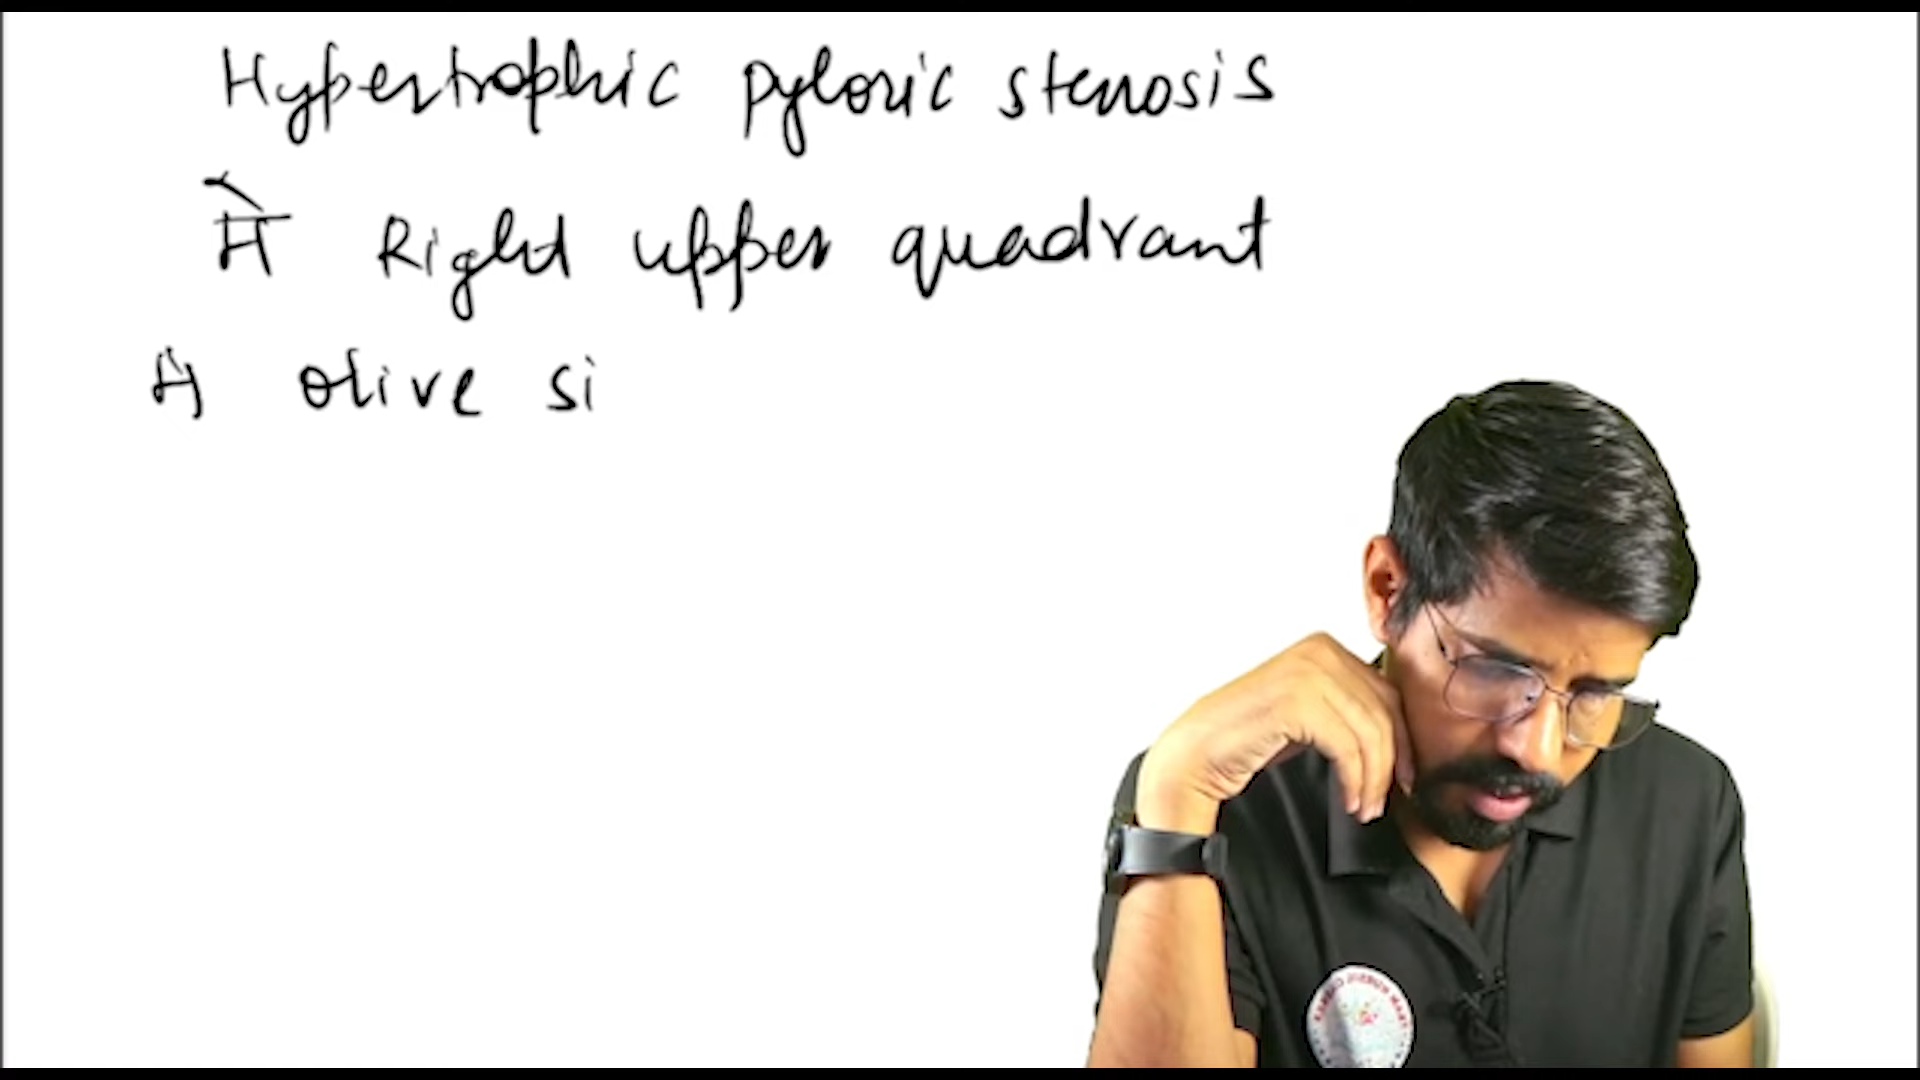 Hypertrophic pyloric stenosis
में Right upper quadrant
में olive si